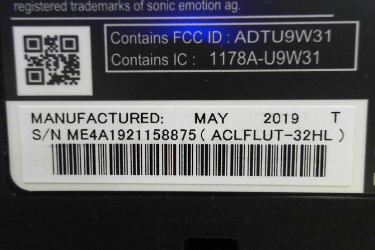 registered trademarks of sonic emotion ag.
Contains FCC ID : ADTU9W31
Contains IC : 1178A-U9W31
MANUFACTURED: MAY 2019 T
S/N ME4A1921158875 ( ACLFLUT-32HL )